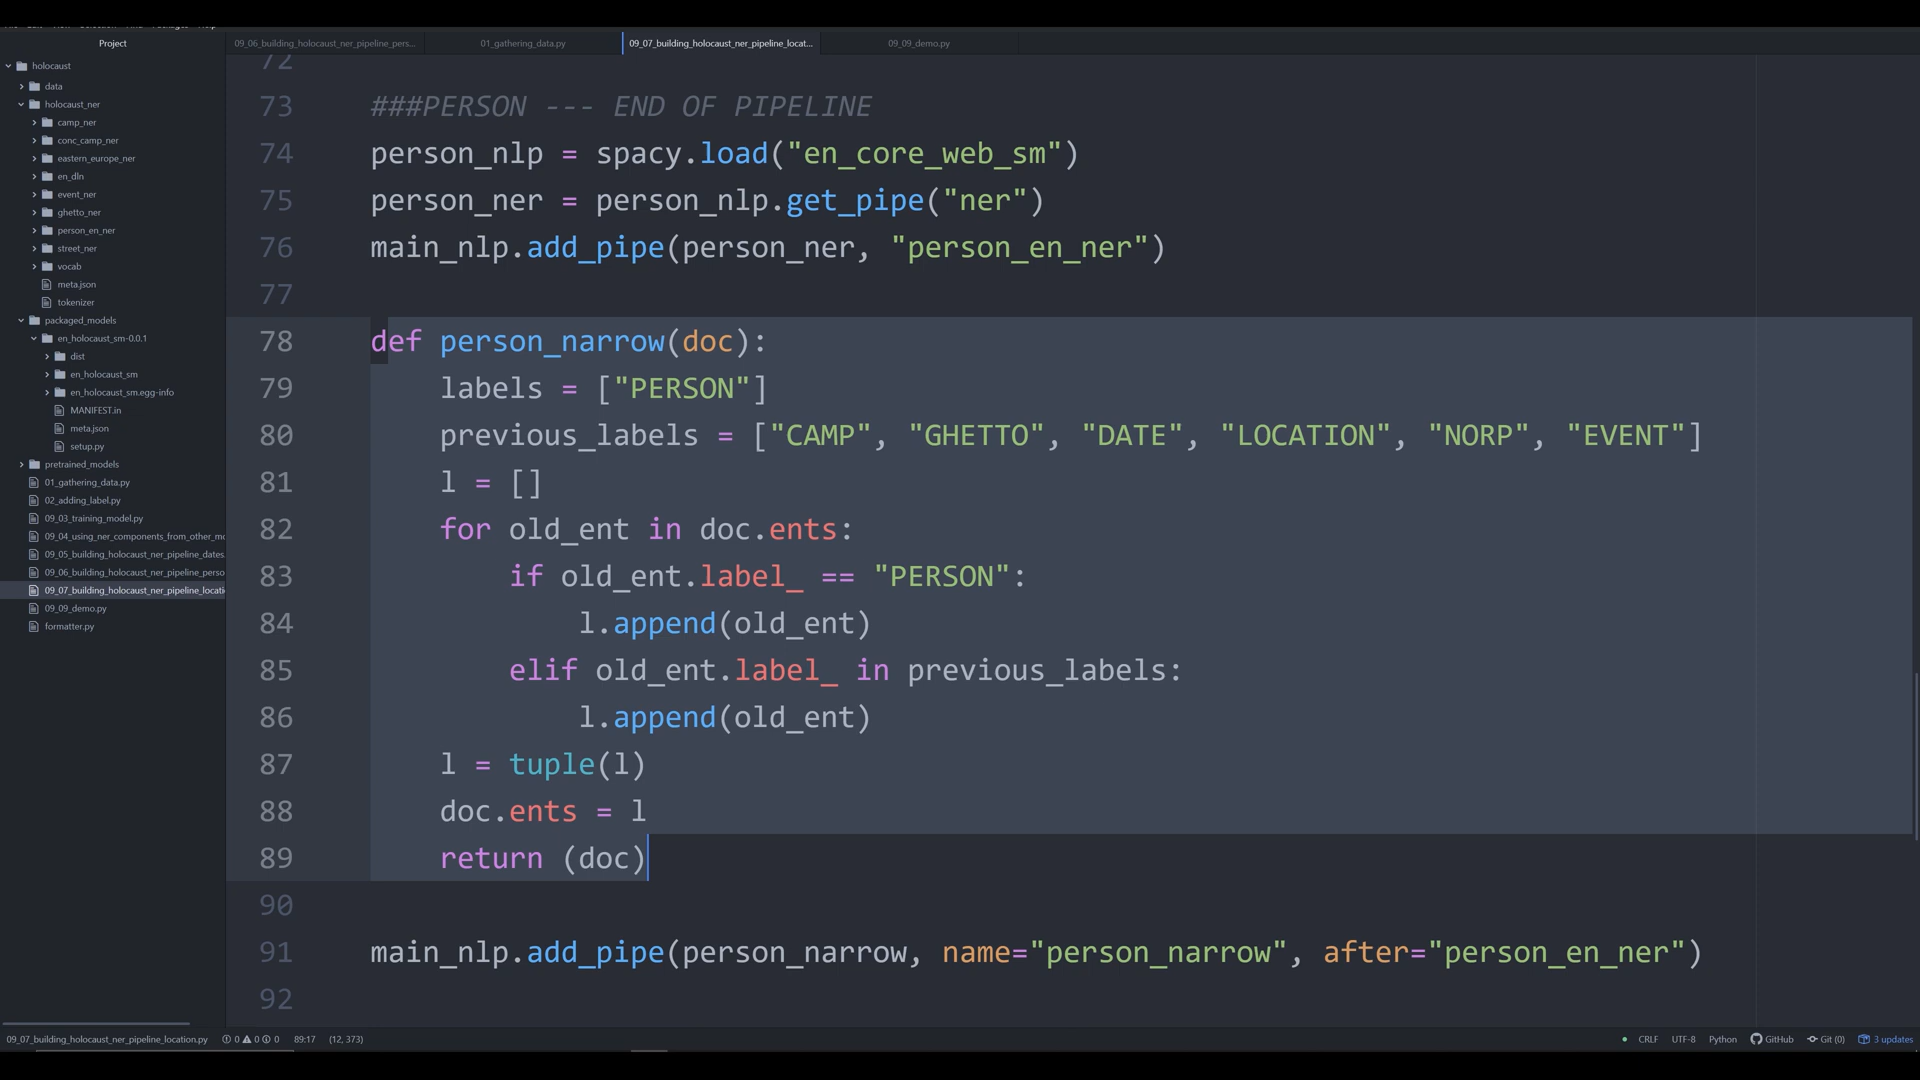 Project
09_06_building_holocaust_ner_pipeline_pers...
01_gathering_data.py
09_07_building_holocaust_ner_pipeline_locat...
09_09_demo.py
holocaust
data
holocaust_ner
camp_ner
conc_camp_ner
eastern_europe_ner
en_dln
event_ner
ghetto_ner
person_en_ner
street_ner
vocab
meta.json
tokenizer
packaged_models
en_holocaust_sm-0.0.1
dist
en_holocaust_sm
en_holocaust_sm.egg-info
MANIFEST.in
meta.json
setup.py
pretrained_models
01_gathering_data.py
02_adding_label.py
09_03_training_model.py
09_04_using_ner_components_from_other_mo
09_05_building_holocaust_ner_pipeline_dates.
09_06_building_holocaust_ner_pipeline_perso
09_07_building_holocaust_ner_pipeline_locati
09_09_demo.py
formatter.py
72
73 ###PERSON --- END OF PIPELINE
74 person_nlp = spacy.load("en_core_web_sm")
75 person_ner = person_nlp.get_pipe("ner")
76 main_nlp.add_pipe(person_ner, "person_en_ner")
77
78 def person_narrow(doc):
79 labels = ["PERSON"]
80 previous_labels = ["CAMP", "GHETTO", "DATE", "LOCATION", "NORP", "EVENT"]
81 l = []
82 for old_ent in doc.ents:
83 if old_ent.label_ == "PERSON":
84 l.append(old_ent)
85 elif old_ent.label_ in previous_labels:
86 l.append(old_ent)
87 l = tuple(l)
88 doc.ents = l
89 return (doc)
90
91 main_nlp.add_pipe(person_narrow, name="person_narrow", after="person_en_ner")
92
09_07_building_holocaust_ner_pipeline_location.py 0 0 0 89:17 (12, 373) CRLF UTF-8 Python GitHub Git (0) 3 updates